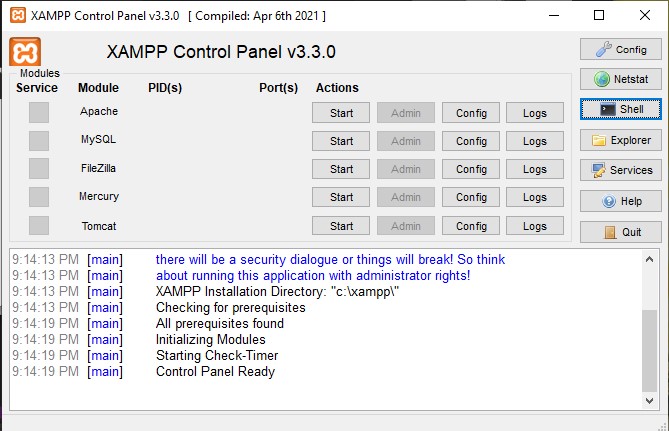 XAMPP Control Panel v3.3.0 [ Compiled: Apr 6th 2021 ]
XAMPP Control Panel v3.3.0
Config
Modules
Service Module PID(s) Port(s) Actions
Netstat
Apache Start Admin Config Logs
Shell
MySQL Start Admin Config Logs
Explorer
FileZilla Start Admin Config Logs
Services
Mercury Start Admin Config Logs
Help
Tomcat Start Admin Config Logs
Quit
9:14:13 PM [main] there will be a security dialogue or things will break! So think
9:14:13 PM [main] about running this application with administrator rights!
9:14:13 PM [main] XAMPP Installation Directory: "c:\xampp\"
9:14:13 PM [main] Checking for prerequisites
9:14:19 PM [main] All prerequisites found
9:14:19 PM [main] Initializing Modules
9:14:19 PM [main] Starting Check-Timer
9:14:19 PM [main] Control Panel Ready